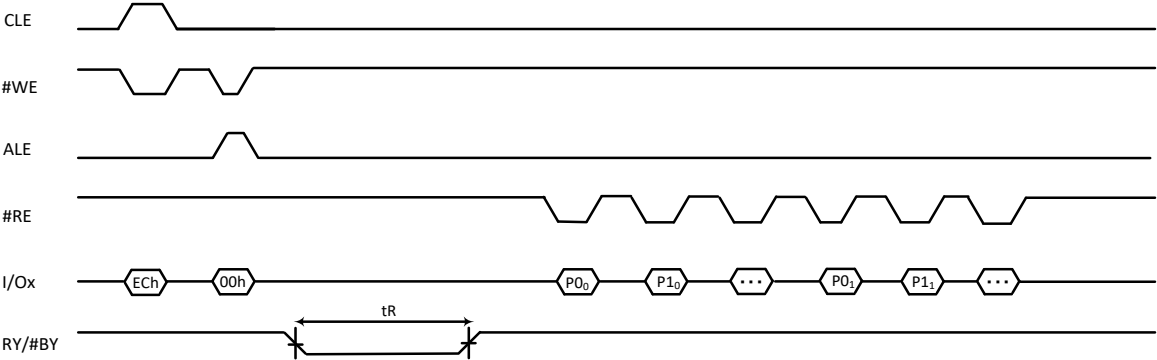 CLE
#WE
ALE
#RE
I/Ox ECh 00h P0₀ P1₀ ... P0₁ P1₁ ...
tR
RY/#BY